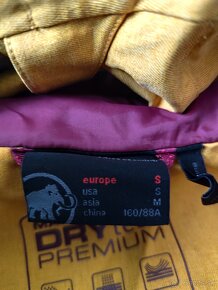 europe S
usa S
asia M
china 160/88A
DRY
PREMIUM